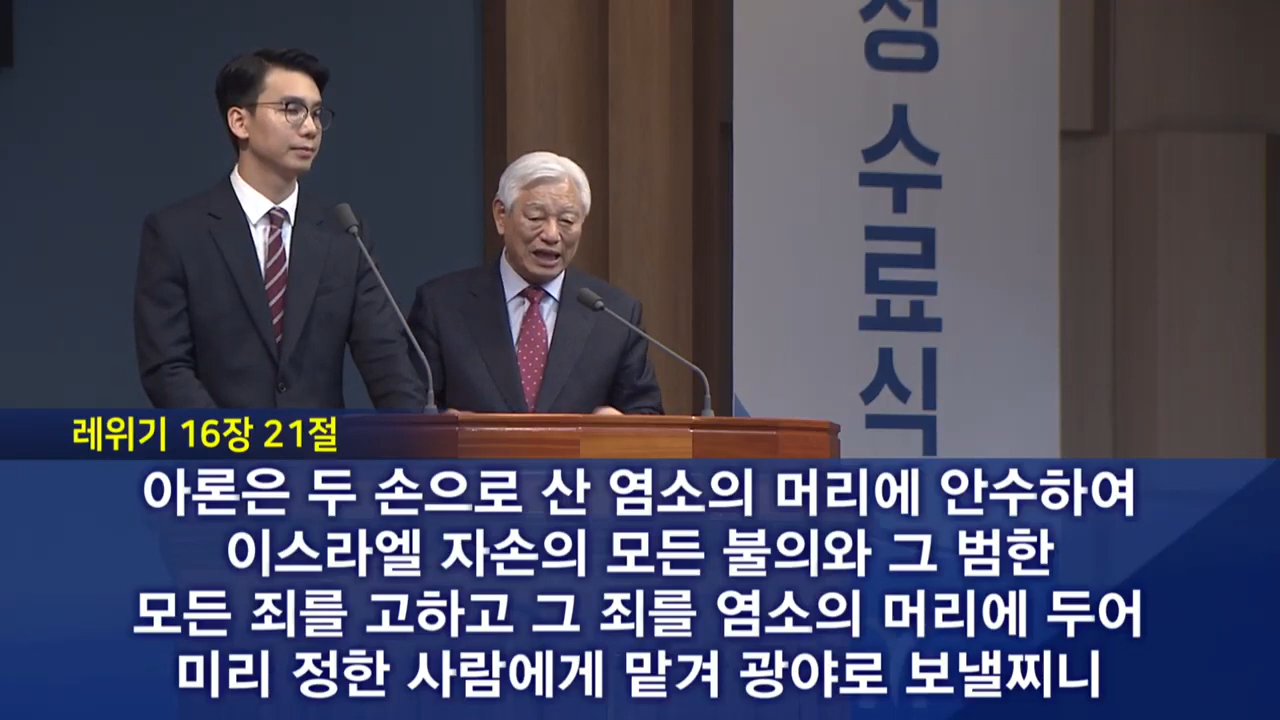 정 수료식
레위기 16장 21절
아론은 두 손으로 산 염소의 머리에 안수하여
이스라엘 자손의 모든 불의와 그 범한
모든 죄를 고하고 그 죄를 염소의 머리에 두어
미리 정한 사람에게 맡겨 광야로 보낼찌니